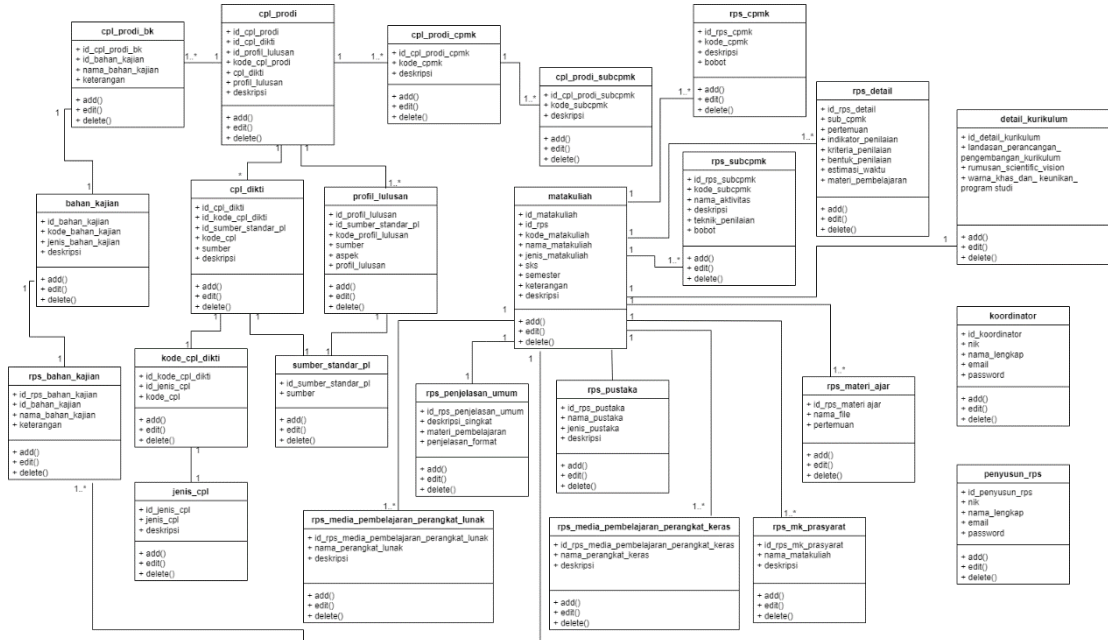 cpl_prodi_bk
+ id_cpl_prodi_bk
+ id_bahan_kajian
+ nama_bahan_kajian
+ keterangan
+ add()
+ edit()
+ delete()
cpl_prodi
+ id_cpl_prodi
+ id_cpl_dikti
+ id_profil_lulusan
+ kode_cpl_prodi
+ cpl_dikti
+ profil_lulusan
+ deskripsi
+ add()
+ edit()
+ delete()
cpl_prodi_cpmk
+ id_cpl_prodi_cpmk
+ kode_cpmk
+ deskripsi
+ add()
+ edit()
+ delete()
cpl_prodi_subcpmk
+ id_cpl_prodi_subcpmk
+ kode_subcpmk
+ deskripsi
+ add()
+ edit()
+ delete()
rps_cpmk
+ id_rps_cpmk
+ kode_cpmk
+ deskripsi
+ bobot
+ add()
+ edit()
+ delete()
rps_detail
+ id_rps_detail
+ sub_cpmk
+ pertemuan
+ indikator_penilaian
+ kriteria_penilaian
+ bentuk_penilaian
+ estimasi_waktu
+ materi_pembelajaran
+ add()
+ edit()
+ delete()
detail_kurikulum
+ id_detail_kurikulum
+ landasan_perancangan_
pengembangan_kurikulum
+ rumusan_scientific_vision
+ warna_khas_dan_ keunikan_
program studi
+ add()
+ edit()
+ delete()
bahan_kajian
+ id_bahan_kajian
+ kode_bahan_kajian
+ jenis_bahan_kajian
+ deskripsi
+ add()
+ edit()
+ delete()
cpl_dikti
+ id_cpl_dikti
+ id_kode_cpl_dikti
+ id_sumber_standar_pl
+ kode_cpl
+ sumber
+ deskripsi
+ add()
+ edit()
+ delete()
profil_lulusan
+ id_profil_lulusan
+ id_sumber_standar_pl
+ kode_profil_lulusan
+ sumber
+ aspek
+ profil_lulusan
+ add()
+ edit()
+ delete()
matakuliah
+ id_matakuliah
+ id_rps
+ kode_matakuliah
+ nama_matakuliah
+ jenis_matakuliah
+ sks
+ semester
+ keterangan
+ deskripsi
+ add()
+ edit()
+ delete()
rps_subcpmk
+ id_rps_subcpmk
+ kode_subcpmk
+ nama_aktivitas
+ deskripsi
+ teknik_penilaian
+ bobot
+ add()
+ edit()
+ delete()
koordinator
+ id_koordinator
+ nik
+ nama_lengkap
+ email
+ password
+ add()
+ edit()
+ delete()
rps_bahan_kajian
+ id_rps_bahan_kajian
+ id_bahan_kajian
+ nama_bahan_kajian
+ keterangan
+ add()
+ edit()
+ delete()
kode_cpl_dikti
+ id_kode_cpl_dikti
+ id_jenis_cpl
+ kode_cpl
+ add()
+ edit()
+ delete()
sumber_standar_pl
+ id_sumber_standar_pl
+ sumber
+ add()
+ edit()
+ delete()
rps_penjelasan_umum
+ id_rps_penjelasan_umum
+ deskripsi_singkat
+ materi_pembelajaran
+ penjelasan_format
+ add()
+ edit()
+ delete()
rps_pustaka
+ id_rps_pustaka
+ nama_pustaka
+ jenis_pustaka
+ deskripsi
+ add()
+ edit()
+ delete()
rps_materi_ajar
+ id_rps_materi ajar
+ nama_file
+ pertemuan
+ add()
+ edit()
+ delete()
penyusun_rps
+ id_penyusun_rps
+ nik
+ nama_lengkap
+ email
+ password
+ add()
+ edit()
+ delete()
jenis_cpl
+ id_jenis_cpl
+ jenis_cpl
+ deskripsi
+ add()
+ edit()
+ delete()
rps_media_pembelajaran_perangkat_lunak
+ id_rps_media_pembelajaran_perangkat_lunak
+ nama_perangkat_lunak
+ deskripsi
+ add()
+ edit()
+ delete()
rps_media_pembelajaran_perangkat_keras
+ id_rps_media_pembelajaran_perangkat_keras
+ nama_perangkat_keras
+ deskripsi
+ add()
+ edit()
+ delete()
rps_mk_prasyarat
+ id_rps_mk_prasyarat
+ nama_matakuliah
+ deskripsi
+ add()
+ edit()
+ delete()